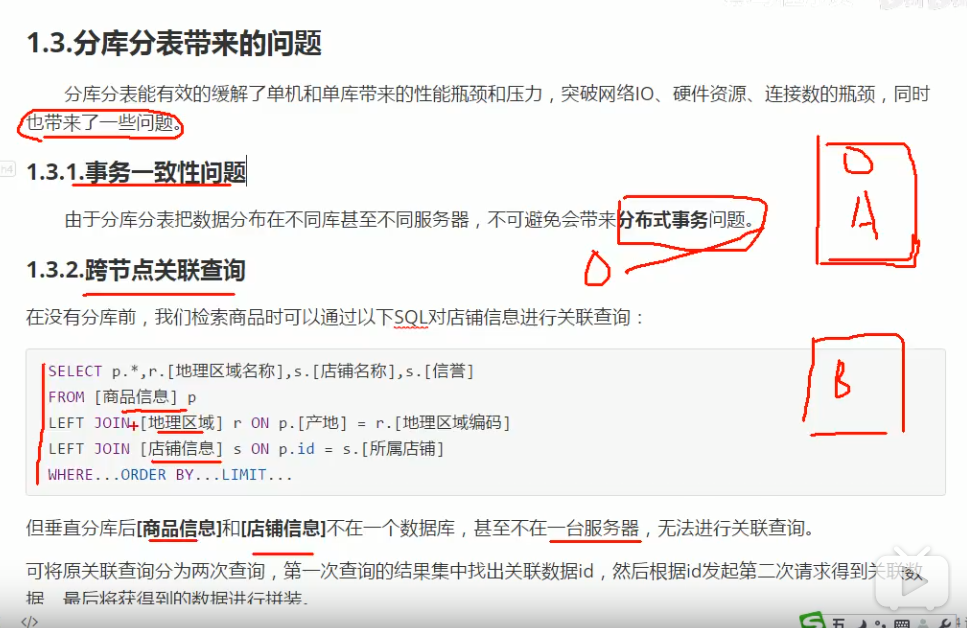 1.3.分库分表带来的问题
分库分表能有效的缓解了单机和单库带来的性能瓶颈和压力，突破网络IO、硬件资源、连接数的瓶颈，同时
也带来了一些问题。
h4
1.3.1.事务一致性问题
由于分库分表把数据分布在不同库甚至不同服务器，不可避免会带来分布式事务问题。
A
1.3.2.跨节点关联查询
在没有分库前，我们检索商品时可以通过以下SQL对店铺信息进行关联查询：
SELECT p.*,r.[地理区域名称],s.[店铺名称],s.[信誉]
FROM [商品信息] p
B
LEFT JOIN [地理区域] r ON p.[产地] = r.[地理区域编码]
LEFT JOIN [店铺信息] s ON p.id = s.[所属店铺]
WHERE...ORDER BY...LIMIT...
但垂直分库后[商品信息]和[店铺信息]不在一个数据库，甚至不在一台服务器，无法进行关联查询。
可将原关联查询分为两次查询，第一次查询的结果集中找出关联数据id，然后根据id发起第二次请求得到关联数
据，最后将获得到的数据进行拼装。
</> 
五